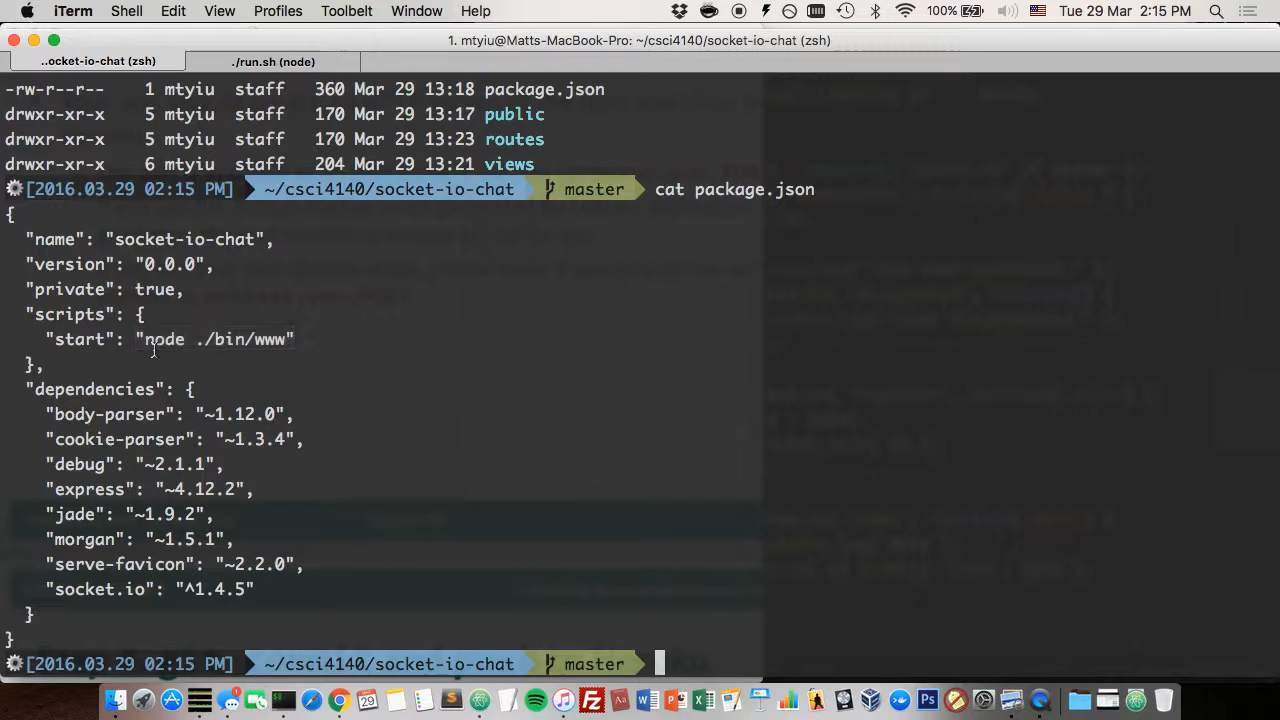 iTerm Shell Edit View Profiles Toolbelt Window Help 100% Tue 29 Mar 2:15 PM
1. mtyiu@Matts-MacBook-Pro: ~/csci4140/socket-io-chat (zsh)
..ocket-io-chat (zsh) ./run.sh (node)
-rw-r--r-- 1 mtyiu staff 360 Mar 29 13:18 package.json
drwxr-xr-x 5 mtyiu staff 170 Mar 29 13:17 public
drwxr-xr-x 5 mtyiu staff 170 Mar 29 13:23 routes
drwxr-xr-x 6 mtyiu staff 204 Mar 29 13:21 views
[2016.03.29 02:15 PM] ~/csci4140/socket-io-chat master cat package.json
{
"name": "socket-io-chat",
"version": "0.0.0",
"private": true,
"scripts": {
"start": "node ./bin/www"
},
"dependencies": {
"body-parser": "~1.12.0",
"cookie-parser": "~1.3.4",
"debug": "~2.1.1",
"express": "~4.12.2",
"jade": "~1.9.2",
"morgan": "~1.5.1",
"serve-favicon": "~2.2.0",
"socket.io": "^1.4.5"
}
}
[2016.03.29 02:15 PM] ~/csci4140/socket-io-chat master